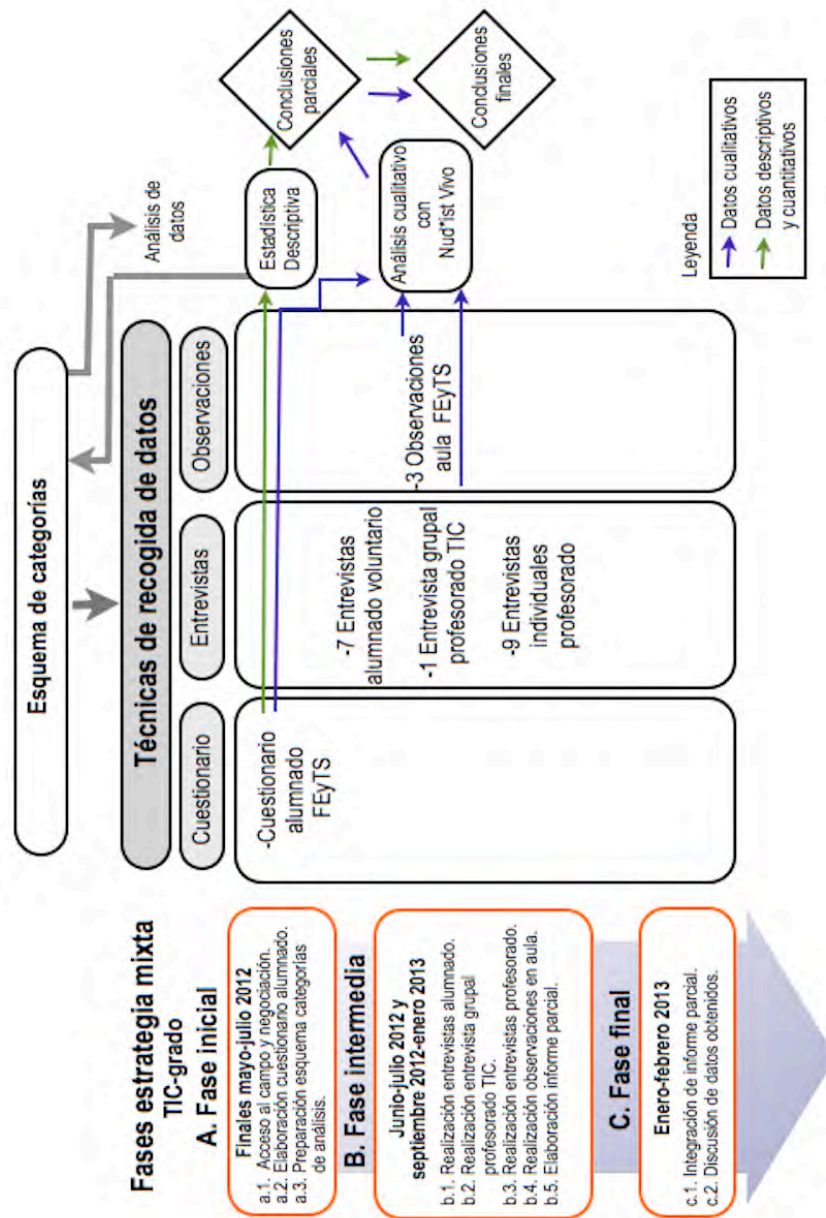 Fases estrategia mixta
TIC-grado
A. Fase inicial
Finales mayo-julio 2012
a.1. Acceso al campo y negociación.
a.2. Elaboración cuestionario alumnado.
a.3. Preparación esquema categorías
de análisis.
B. Fase intermedia
Junio-julio 2012 y
septiembre 2012-enero 2013
b.1. Realización entrevistas alumnado.
b.2. Realización entrevista grupal
profesorado TIC.
b.3. Realización entrevistas profesorado.
b.4. Realización observaciones en aula.
b.5. Elaboración informe parcial.
C. Fase final
Enero-febrero 2013
c.1. Integración de informe parcial.
c.2. Discusión de datos obtenidos.
Esquema de categorías
Técnicas de recogida de datos
Cuestionario
Entrevistas
Observaciones
-Cuestionario
alumnado
FEyTS
-7 Entrevistas
alumnado voluntario
-1 Entrevista grupal
profesorado TIC
-9 Entrevistas
individuales
profesorado
-3 Observaciones
aula FEyTS
Análisis de
datos
Estadística
Descriptiva
Análisis cualitativo
con
Nud*ist Vivo
Conclusiones
parciales
Conclusiones
finales
Leyenda
Datos cualitativos
Datos descriptivos
y cuantitativos